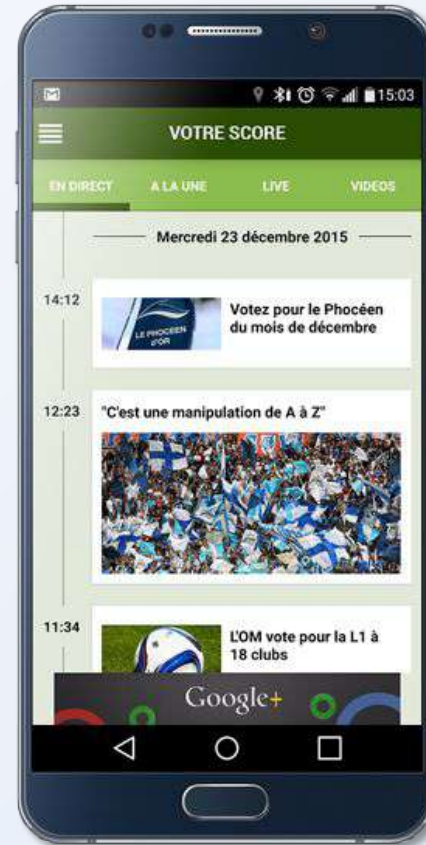 15:03
VOTRE SCORE
EN DIRECT
A LA UNE
LIVE
VIDEOS
Mercredi 23 décembre 2015
14:12
LE PHOCÉEN
D'OR
Votez pour le Phocéen
du mois de décembre
12:23
"C'est une manipulation de A à Z"
11:34
L'OM vote pour la L1 à
18 clubs
Google+